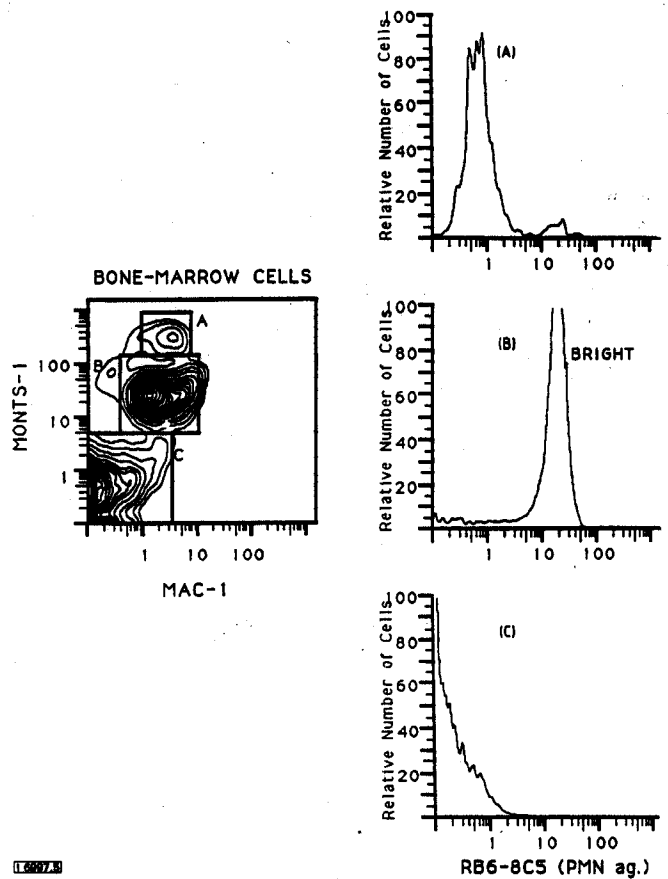 BONE-MARROW CELLS
MONTS-1
100
10
1
A
B
C
1 10 100
MAC-1
Relative Number of Cells
100
80
60
40
20
(A)
1 10 100
Relative Number of Cells
100
80
60
40
20
(B)
BRIGHT
1 10 100
Relative Number of Cells
100
80
60
40
20
(C)
1 10 100
RB6-8C5 (PMN ag.)